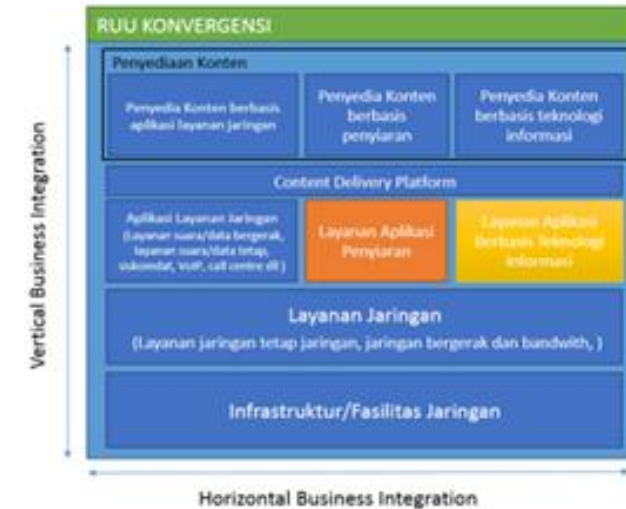 RUU KONVERGENSI
Penyediaan Konten
Penyedia Konten berbasis
aplikasi layanan jaringan
Penyedia Konten
berbasis
penyiaran
Penyedia Konten
berbasis teknologi
informasi
Content Delivery Platform
Aplikasi Layanan Jaringan
(Layanan suara/data bergerak,
layanan suara/data tetap,
VoIP, call centre dll )
Layanan Aplikasi
Penyiaran
Layanan Aplikasi
Berbasis Teknologi
Informasi
Layanan Jaringan
(Layanan jaringan tetap jaringan, jaringan bergerak dan bandwith, )
Infrastruktur/Fasilitas Jaringan
Vertical Business Integration
Horizontal Business Integration